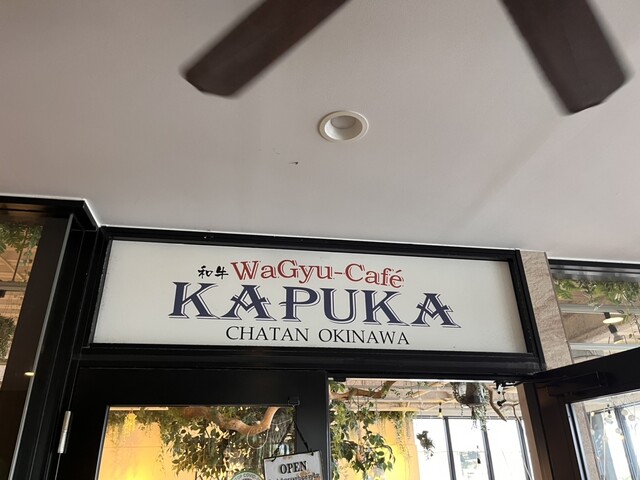 和牛 WaGyu-Café
KAPUKA
CHATAN OKINAWA
OPEN